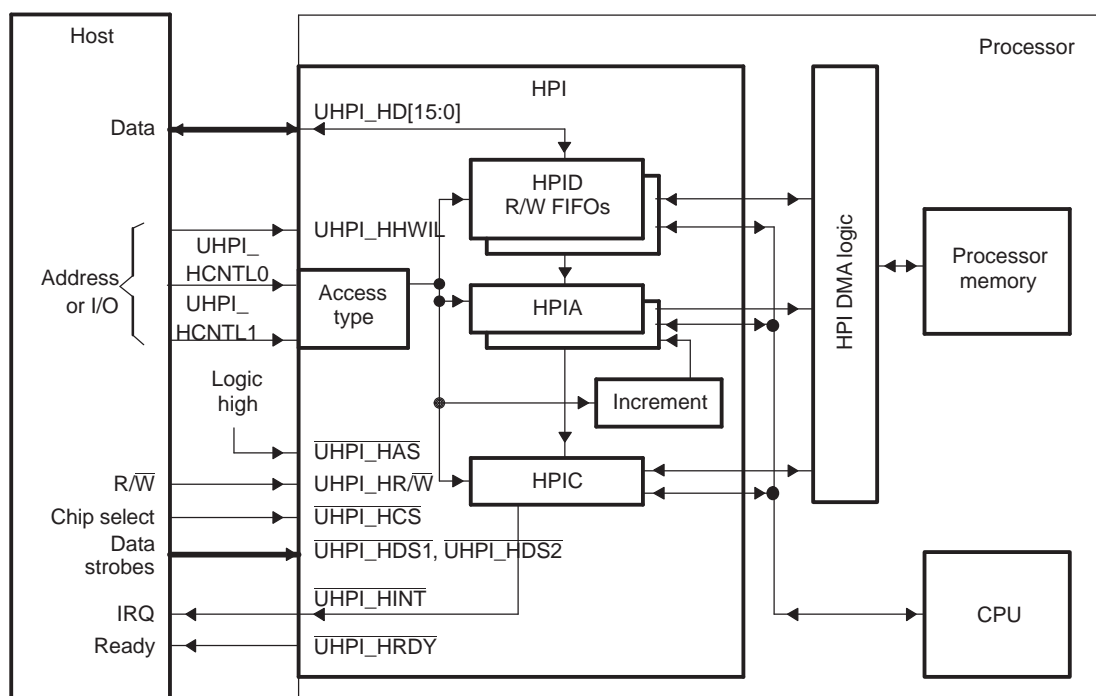 Host
Processor
HPI
Data
UHPI_HD[15:0]
HPID
R/W FIFOs
UHPI_HHWIL
UHPI_
HCNTL0
Address
or I/O
UHPI_
HCNTL1
Access
type
HPIA
HPI DMA logic
Processor
memory
Logic
high
Increment
UHPI_HAS
R/W
UHPI_HR/W
HPIC
Chip select
UHPI_HCS
Data
strobes
UHPI_HDS1, UHPI_HDS2
IRQ
UHPI_HINT
CPU
Ready
UHPI_HRDY